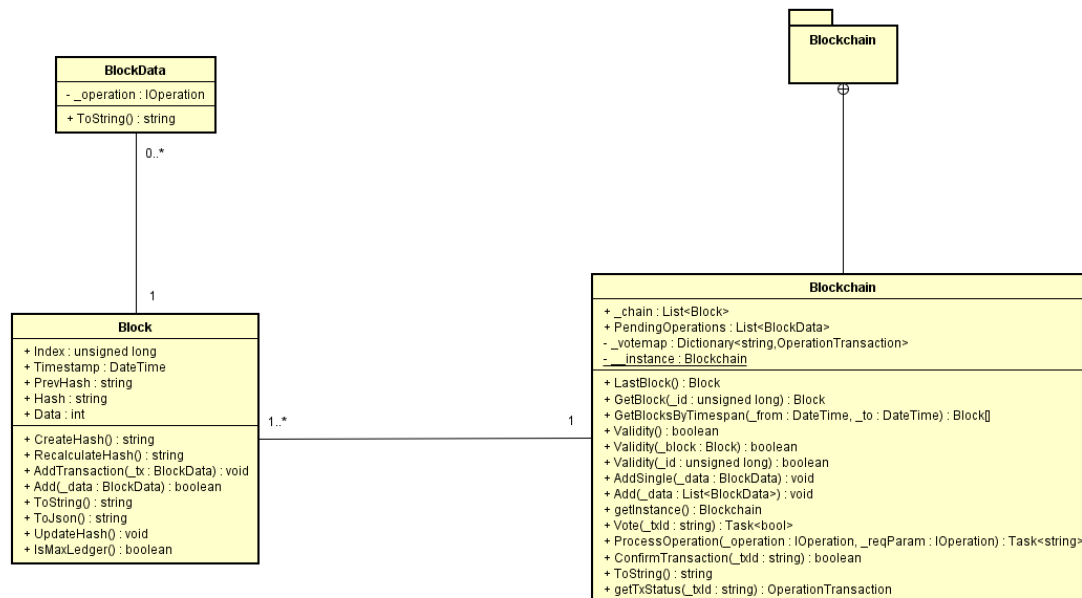 Blockchain
BlockData
- _operation : IOperation
+ ToString() : string
0..*
1
Block
+ Index : unsigned long
+ Timestamp : DateTime
+ PrevHash : string
+ Hash : string
+ Data : int
+ CreateHash() : string
+ RecalculateHash() : string
+ AddTransaction(_tx : BlockData) : void
+ Add(_data : BlockData) : boolean
+ ToString() : string
+ ToJson() : string
+ UpdateHash() : void
+ IsMaxLedger() : boolean
1..*
1
Blockchain
+ _chain : List<Block>
+ PendingOperations : List<BlockData>
- _votemap : Dictionary<string,OperationTransaction>
- __instance : Blockchain
+ LastBlock() : Block
+ GetBlock(_id : unsigned long) : Block
+ GetBlocksByTimespan(_from : DateTime, _to : DateTime) : Block[]
+ Validity() : boolean
+ Validity(_block : Block) : boolean
+ Validity(_id : unsigned long) : boolean
+ AddSingle(_data : BlockData) : void
+ Add(_data : List<BlockData>) : void
+ getInstance() : Blockchain
+ Vote(_txId : string) : Task<bool>
+ ProcessOperation(_operation : IOperation, _reqParam : IOperation) : Task<string>
+ ConfirmTransaction(_txId : string) : boolean
+ ToString() : string
+ getTxStatus(_txId : string) : OperationTransaction